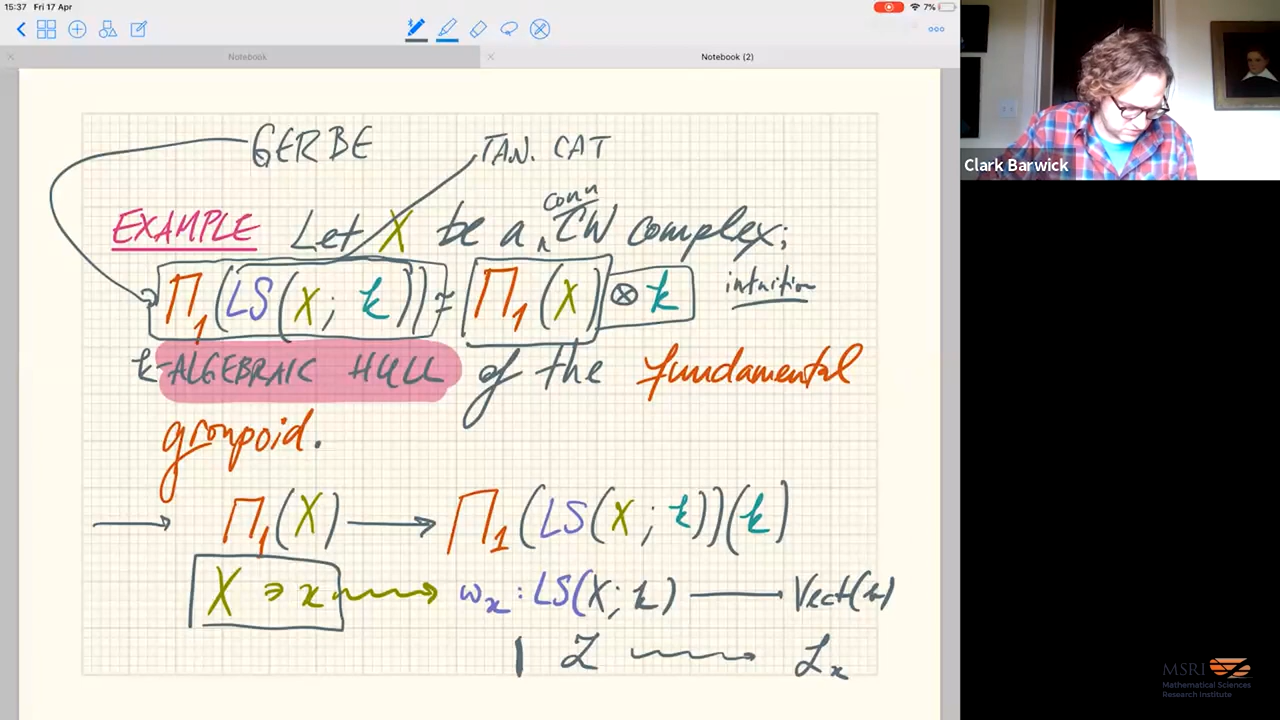 15:37 Fri 17 Apr
7%
Notebook
Notebook (2)
GERBE
TAN. CAT
EXAMPLE Let X be a conn CW complex;
Π₁(LS(X; k)) = Π₁(X) ⊗ k intuition
k-ALGEBRAIC HULL of the fundamental
groupoid.
→ Π₁(X) → Π₁(LS(X; k))(k)
X ∋ x ⇝ ω_x : LS(X; k) → Vect(k)
ℒ ⇝ ℒ_x
Clark Barwick
MSRI
Mathematical Sciences
Research Institute